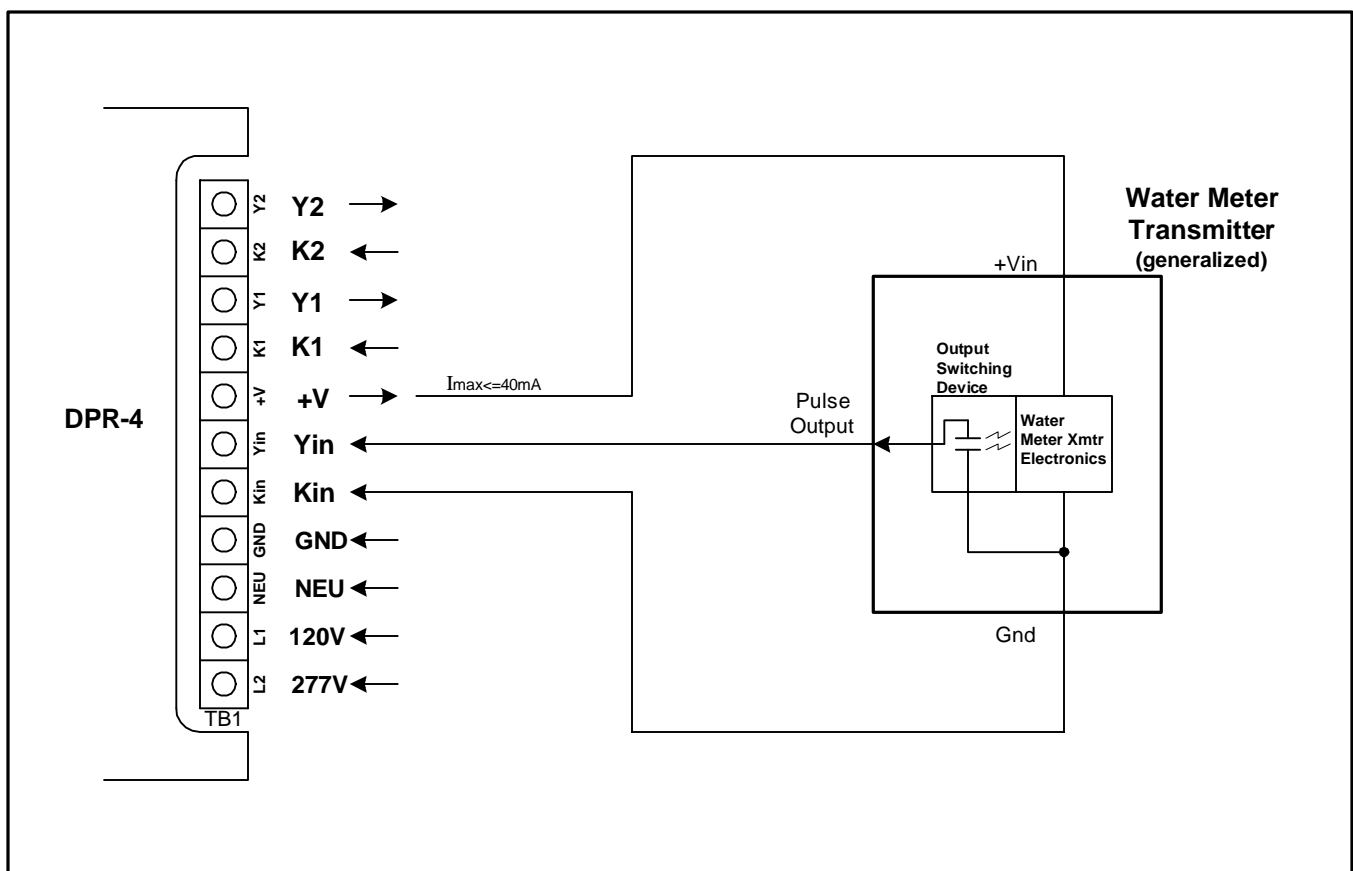 DPR-4
Y2 Y2
K2 K2
Y1 Y1
K1 K1
+V +V
Imax<=40mA
Yin Yin
Kin Kin
GND GND
NEU NEU
L1 120V
L2 277V
TB1
Water Meter
Transmitter
(generalized)
+Vin
Output
Switching
Device
Pulse
Output
Water
Meter Xmtr
Electronics
Gnd